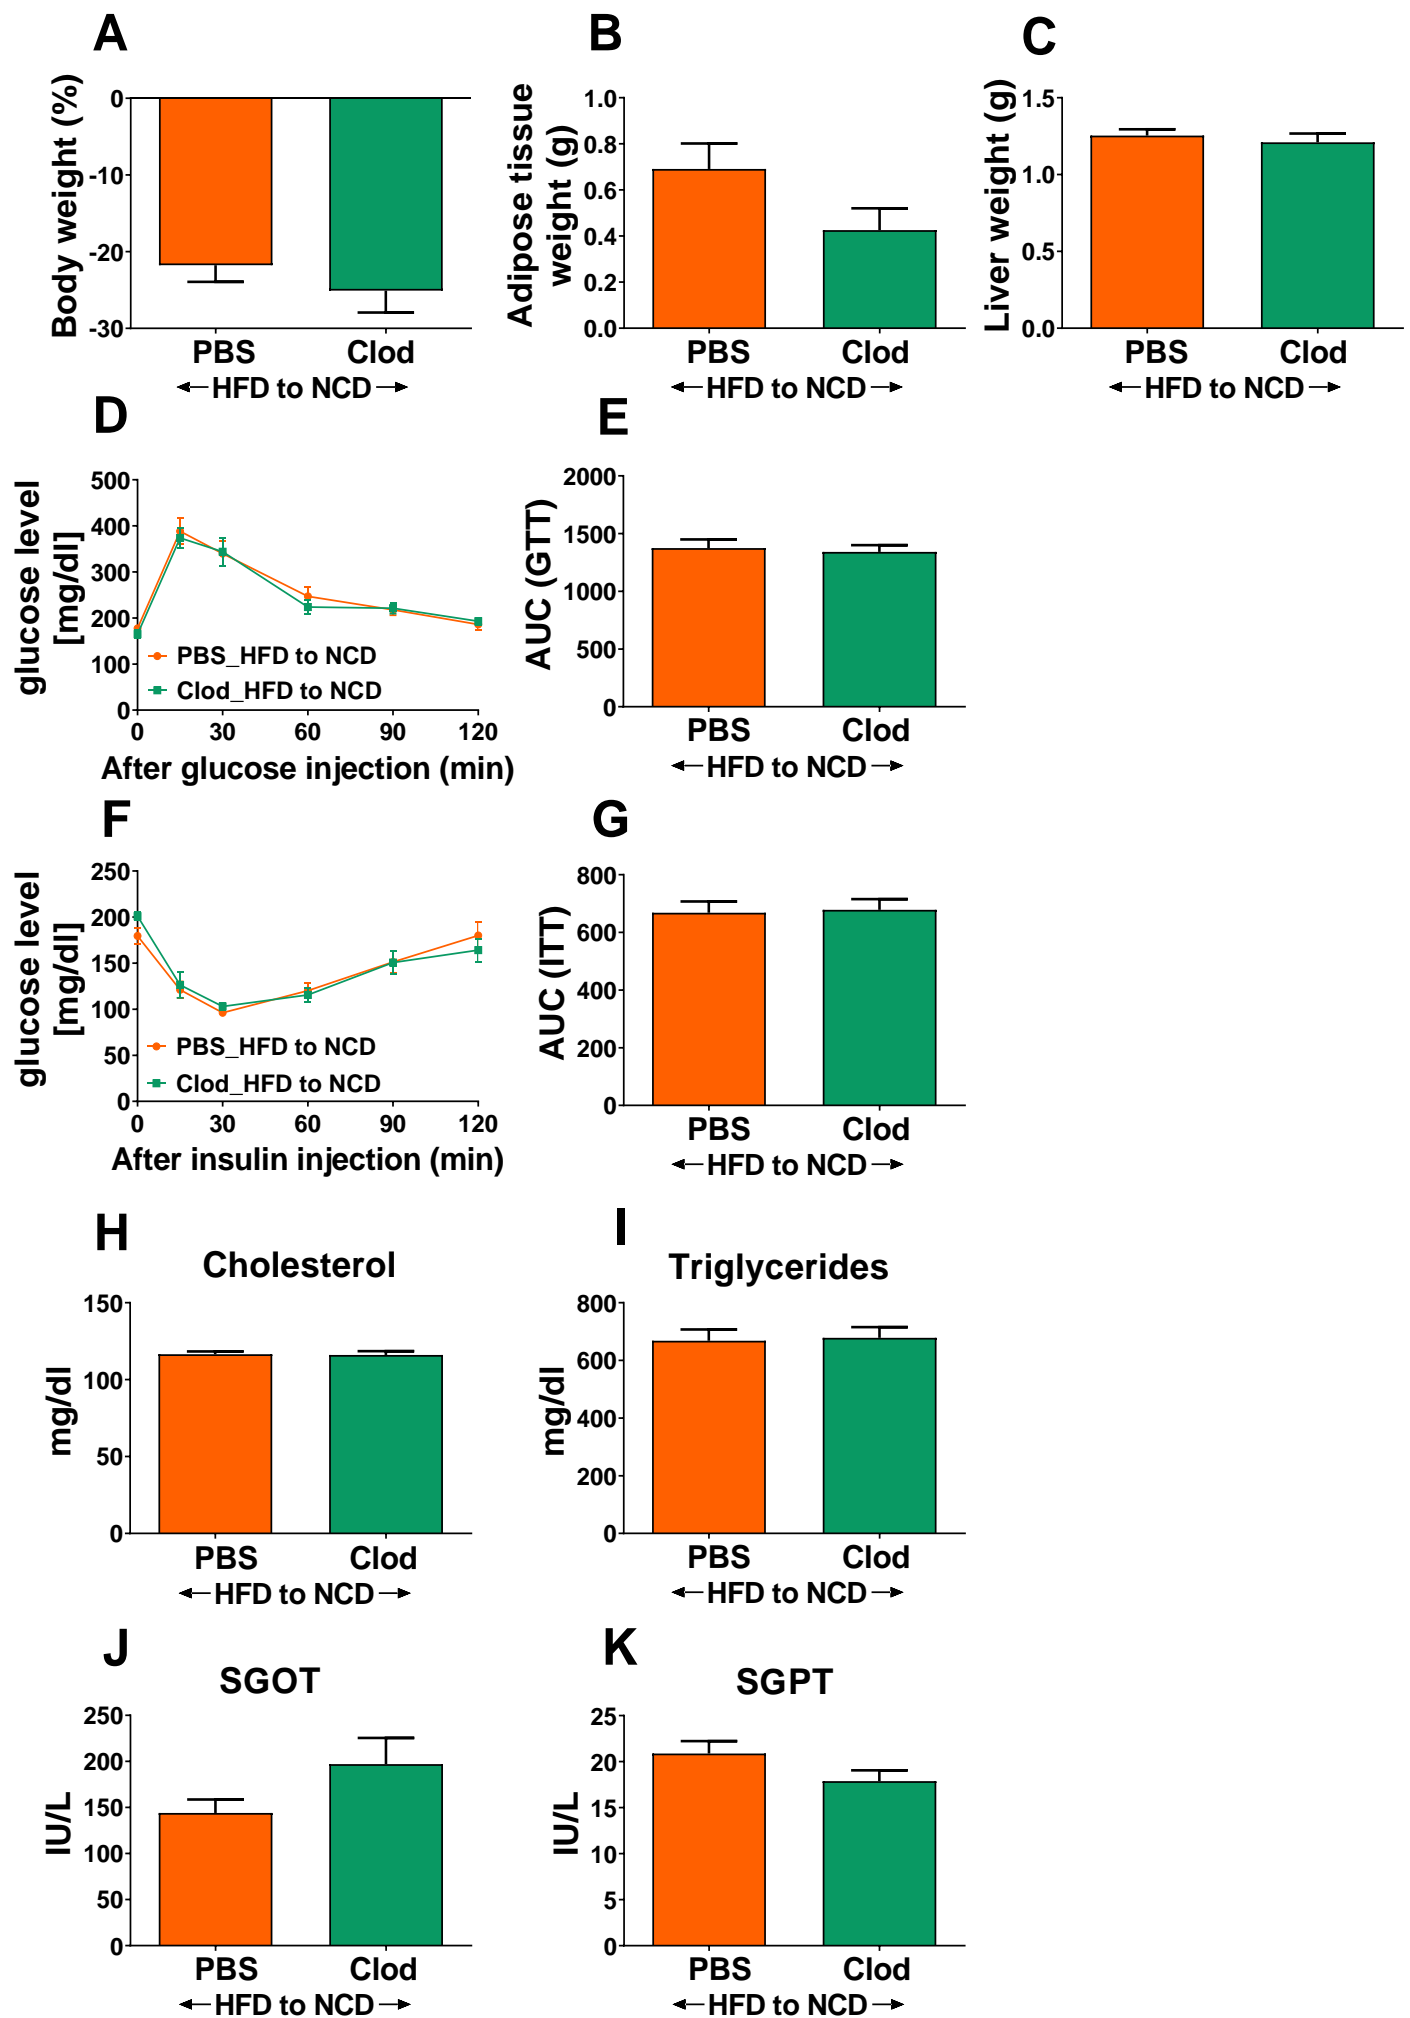 A
Body weight (%)
0
-10
-20
-30
PBS Clod
HFD to NCD
B
Adipose tissue
weight (g)
1.0
0.8
0.6
0.4
0.2
0.0
PBS Clod
HFD to NCD
C
Liver weight (g)
1.5
1.0
0.5
0.0
PBS Clod
HFD to NCD
D
glucose level
[mg/dl]
500
400
300
200
100
0
PBS_HFD to NCD
Clod_HFD to NCD
0 30 60 90 120
After glucose injection (min)
E
AUC (GTT)
2000
1500
1000
500
0
PBS Clod
HFD to NCD
F
glucose level
[mg/dl]
250
200
150
100
50
0
PBS_HFD to NCD
Clod_HFD to NCD
0 30 60 90 120
After insulin injection (min)
G
AUC (ITT)
800
600
400
200
0
PBS Clod
HFD to NCD
H
Cholesterol
mg/dl
150
100
50
0
PBS Clod
HFD to NCD
I
Triglycerides
mg/dl
800
600
400
200
0
PBS Clod
HFD to NCD
J
SGOT
IU/L
250
200
150
100
50
0
PBS Clod
HFD to NCD
K
SGPT
IU/L
25
20
15
10
5
0
PBS Clod
HFD to NCD